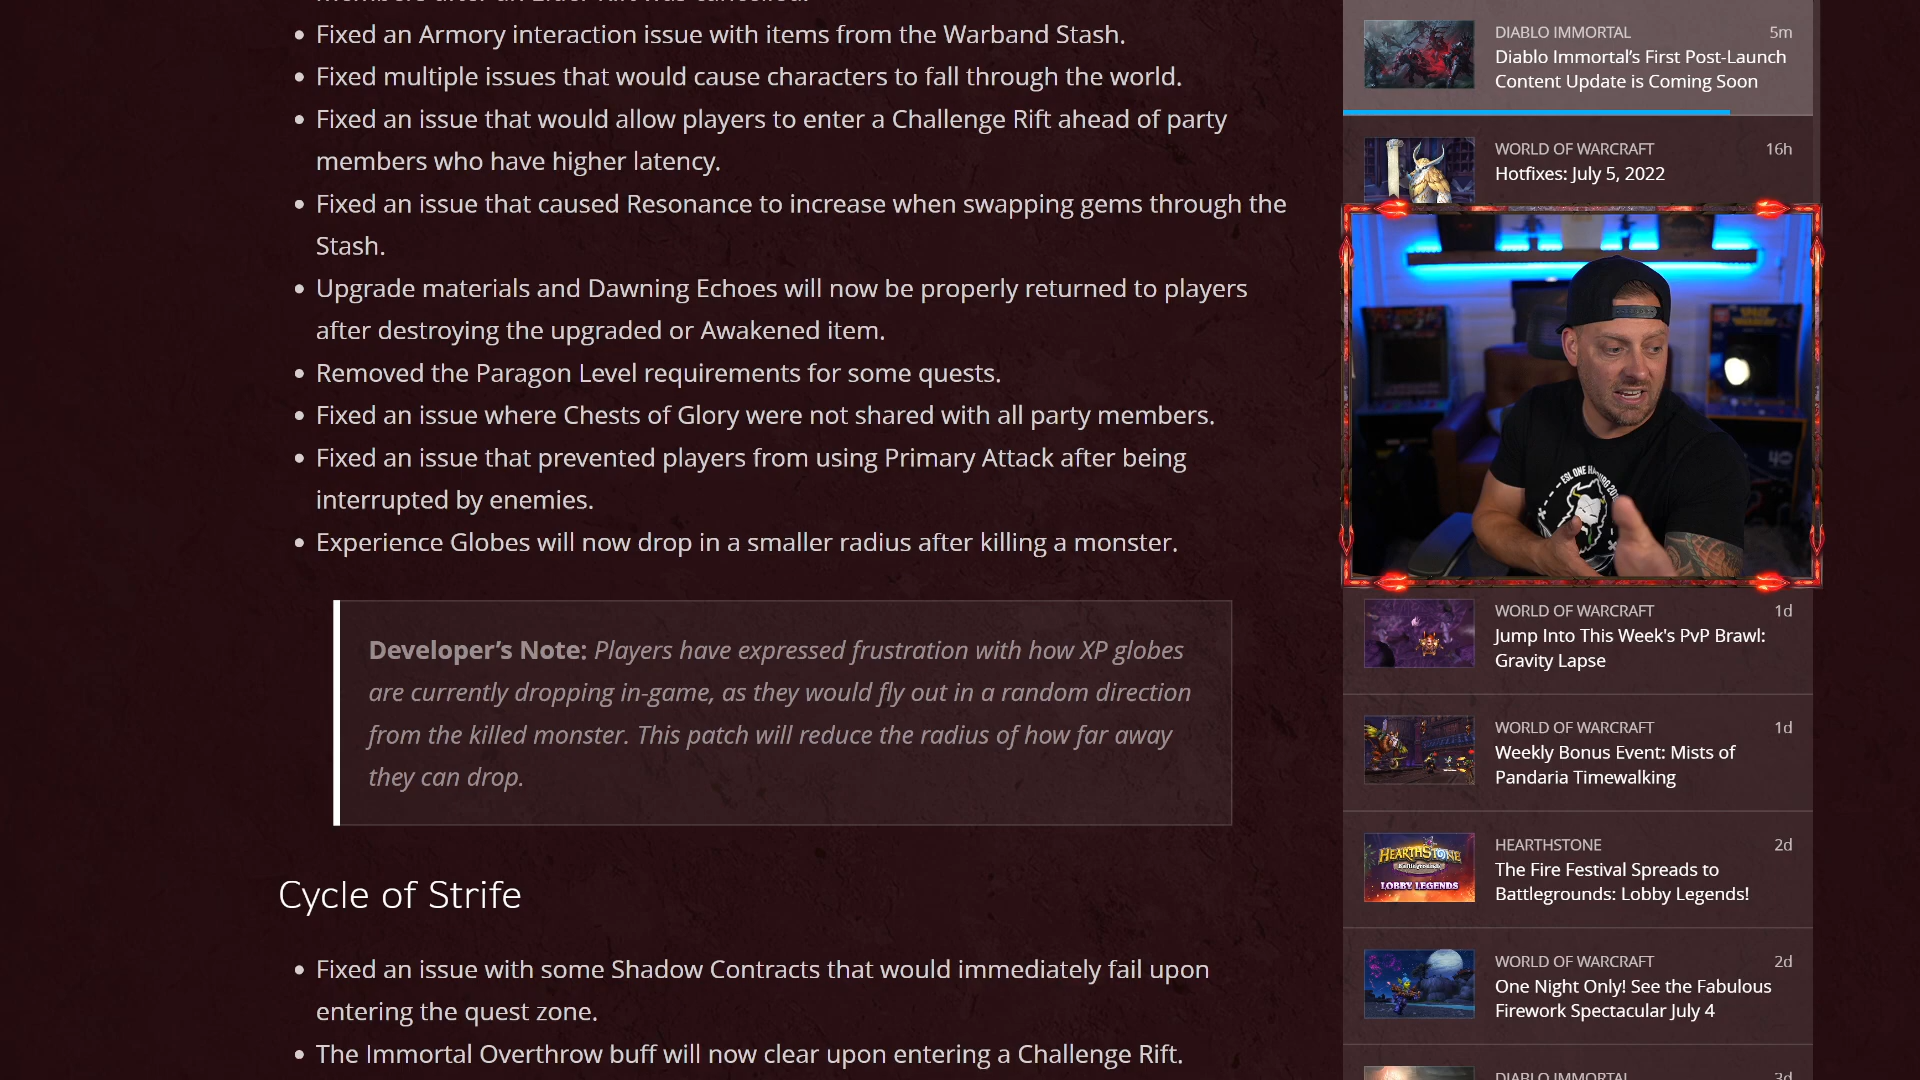 Fixed an Armory interaction issue with items from the Warband Stash.
Fixed multiple issues that would cause characters to fall through the world.
Fixed an issue that would allow players to enter a Challenge Rift ahead of party
members who have higher latency.
Fixed an issue that caused Resonance to increase when swapping gems through the
Stash.
Upgrade materials and Dawning Echoes will now be properly returned to players
after destroying the upgraded or Awakened item.
Removed the Paragon Level requirements for some quests.
Fixed an issue where Chests of Glory were not shared with all party members.
Fixed an issue that prevented players from using Primary Attack after being
interrupted by enemies.
Experience Globes will now drop in a smaller radius after killing a monster.
Developer’s Note: Players have expressed frustration with how XP globes
are currently dropping in-game, as they would fly out in a random direction
from the killed monster. This patch will reduce the radius of how far away
they can drop.
Cycle of Strife
Fixed an issue with some Shadow Contracts that would immediately fail upon
entering the quest zone.
The Immortal Overthrow buff will now clear upon entering a Challenge Rift.
DIABLO IMMORTAL 5m
Diablo Immortal’s First Post-Launch
Content Update is Coming Soon
WORLD OF WARCRAFT 16h
Hotfixes: July 5, 2022
ESL ONE
WORLD OF WARCRAFT 1d
Jump Into This Week's PvP Brawl:
Gravity Lapse
WORLD OF WARCRAFT 1d
Weekly Bonus Event: Mists of
Pandaria Timewalking
HEARTHSTONE
LOBBY LEGENDS
HEARTHSTONE 2d
The Fire Festival Spreads to
Battlegrounds: Lobby Legends!
WORLD OF WARCRAFT 2d
One Night Only! See the Fabulous
Firework Spectacular July 4
DIABLO IMMORTAL 3d